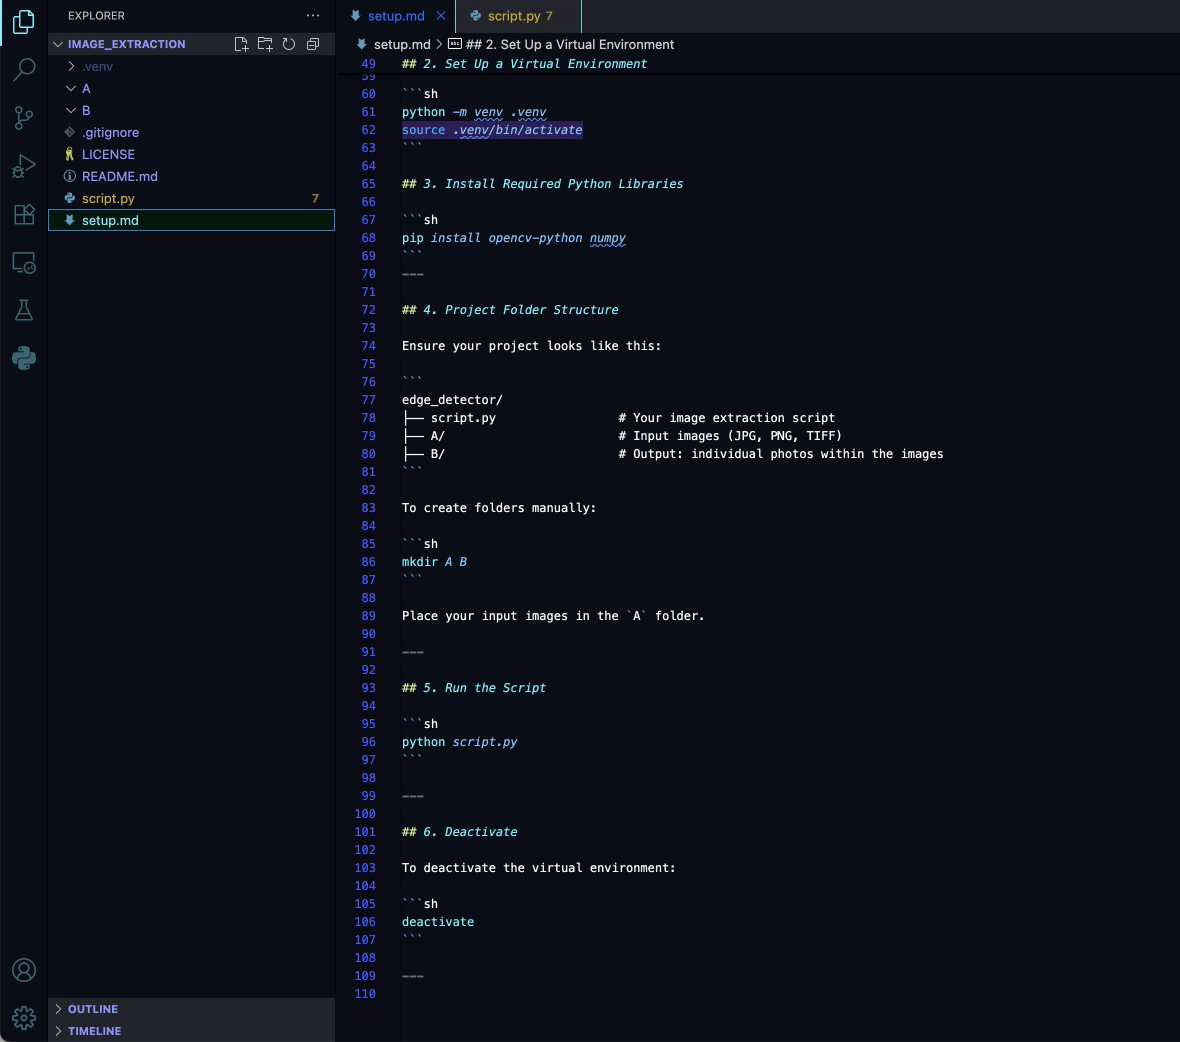 EXPLORER
IMAGE_EXTRACTION
.venv
A
B
.gitignore
LICENSE
README.md
script.py 7
setup.md
OUTLINE
TIMELINE
setup.md
script.py 7
setup.md > ## 2. Set Up a Virtual Environment
49 ## 2. Set Up a Virtual Environment
59
60 ```sh
61 python -m venv .venv
62 source .venv/bin/activate
63 ```
64
65 ## 3. Install Required Python Libraries
66
67 ```sh
68 pip install opencv-python numpy
69 ```
70 ---
71
72 ## 4. Project Folder Structure
73
74 Ensure your project looks like this:
75
76 ```
77 edge_detector/
78 ├── script.py # Your image extraction script
79 ├── A/ # Input images (JPG, PNG, TIFF)
80 ├── B/ # Output: individual photos within the images
81 ```
82
83 To create folders manually:
84
85 ```sh
86 mkdir A B
87 ```
88
89 Place your input images in the `A` folder.
90
91 ---
92
93 ## 5. Run the Script
94
95 ```sh
96 python script.py
97 ```
98
99 ---
100
101 ## 6. Deactivate
102
103 To deactivate the virtual environment:
104
105 ```sh
106 deactivate
107 ```
108
109 ---
110